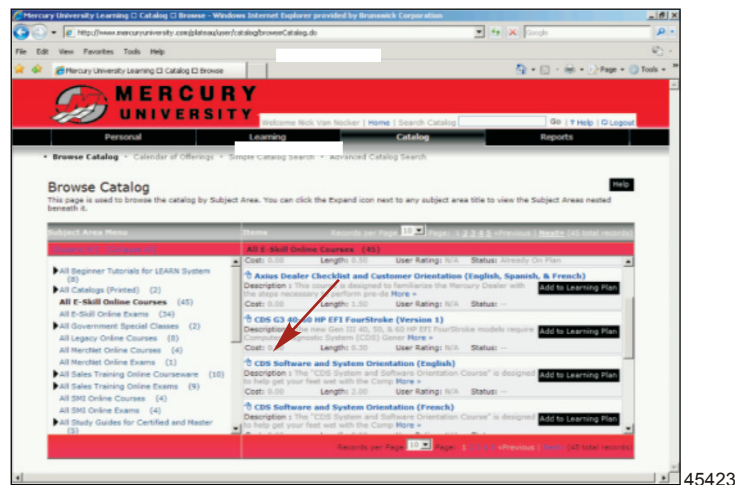 Mercury University Learning □ Catalog □ Browse - Windows Internet Explorer provided by Brunswick Corporation
http://www.mercuryuniversity.com/plateau/user/catalog/browseCatalog.do
Google
File Edit View Favorites Tools Help
Mercury University Learning □ Catalog □ Browse
Page Tools
MERCURY
UNIVERSITY
Welcome Nick Van Nocker | Home | Search Catalog Go | ? Help | Logout
Personal Learning Catalog Reports
Browse Catalog Calendar of Offerings Simple Catalog Search Advanced Catalog Search
Browse Catalog
Help
This page is used to browse the catalog by Subject Area. You can click the Expand icon next to any subject area title to view the Subject Areas nested
beneath it.
Subject Area Menu Items Records per Page 10 Page: 1 2 3 4 5 «Previous | Next» (45 total records)
All E-Skill Online Courses (45)
Cost: 0.00 Length: 0.50 User Rating: N/A Status: Already On Plan
All Beginner Tutorials for LEARN System
(8)
All Catalogs (Printed) (2)
All E-Skill Online Courses (45)
All E-Skill Online Exams (34)
All Government Special Classes (2)
All Legacy Online Courses (8)
All MercNet Online Courses (4)
All MercNet Online Exams (1)
All Sales Training Online Courseware (10)
All Sales Training Online Exams (9)
All SMS Online Courses (4)
All SMS Online Exams (4)
All Study Guides for Certified and Master
(5)
Axius Dealer Checklist and Customer Orientation (English, Spanish, & French)
Description : This course is designed to familiarize the Mercury Dealer with
the steps necessary to perform pre-de More »
Add to Learning Plan
Cost: 0.00 Length: 1.50 User Rating: N/A Status: --
CDS G3 40-60 HP EFI FourStroke (Version 1)
Description : The new Gen III 40, 50, & 60 HP EFI FourStroke models require
Computer Diagnostic System (CDS) Gener More »
Add to Learning Plan
Cost: 0.00 Length: 0.50 User Rating: N/A Status: --
CDS Software and System Orientation (English)
Description : The "CDS System and Software Orientation Course" is designed
to help get your feet wet with the Comp More »
Add to Learning Plan
Cost: 0.00 Length: 2.00 User Rating: N/A Status: --
CDS Software and System Orientation (French)
Description : The "CDS System and Software Orientation Course" is designed
to help get your feet wet with the Comp More »
Add to Learning Plan
Records per Page 10 Page: 1 «Previous | Next» (45 total records)
45423